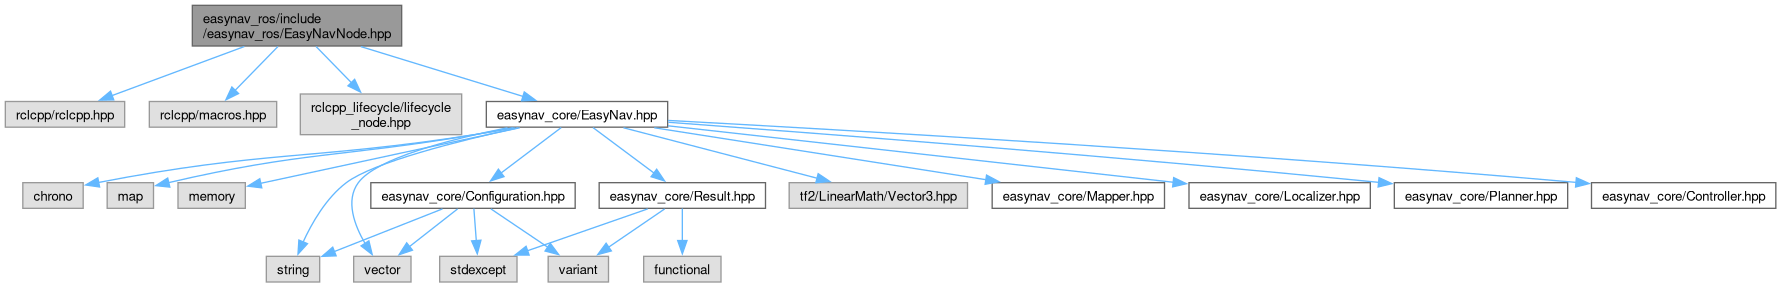 easynav_ros/include
/easynav_ros/EasyNavNode.hpp
rclcpp/rclcpp.hpp
rclcpp/macros.hpp
rclcpp_lifecycle/lifecycle
_node.hpp
easynav_core/EasyNav.hpp
chrono
map
memory
easynav_core/Configuration.hpp
easynav_core/Result.hpp
tf2/LinearMath/Vector3.hpp
easynav_core/Mapper.hpp
easynav_core/Localizer.hpp
easynav_core/Planner.hpp
easynav_core/Controller.hpp
string
vector
stdexcept
variant
functional